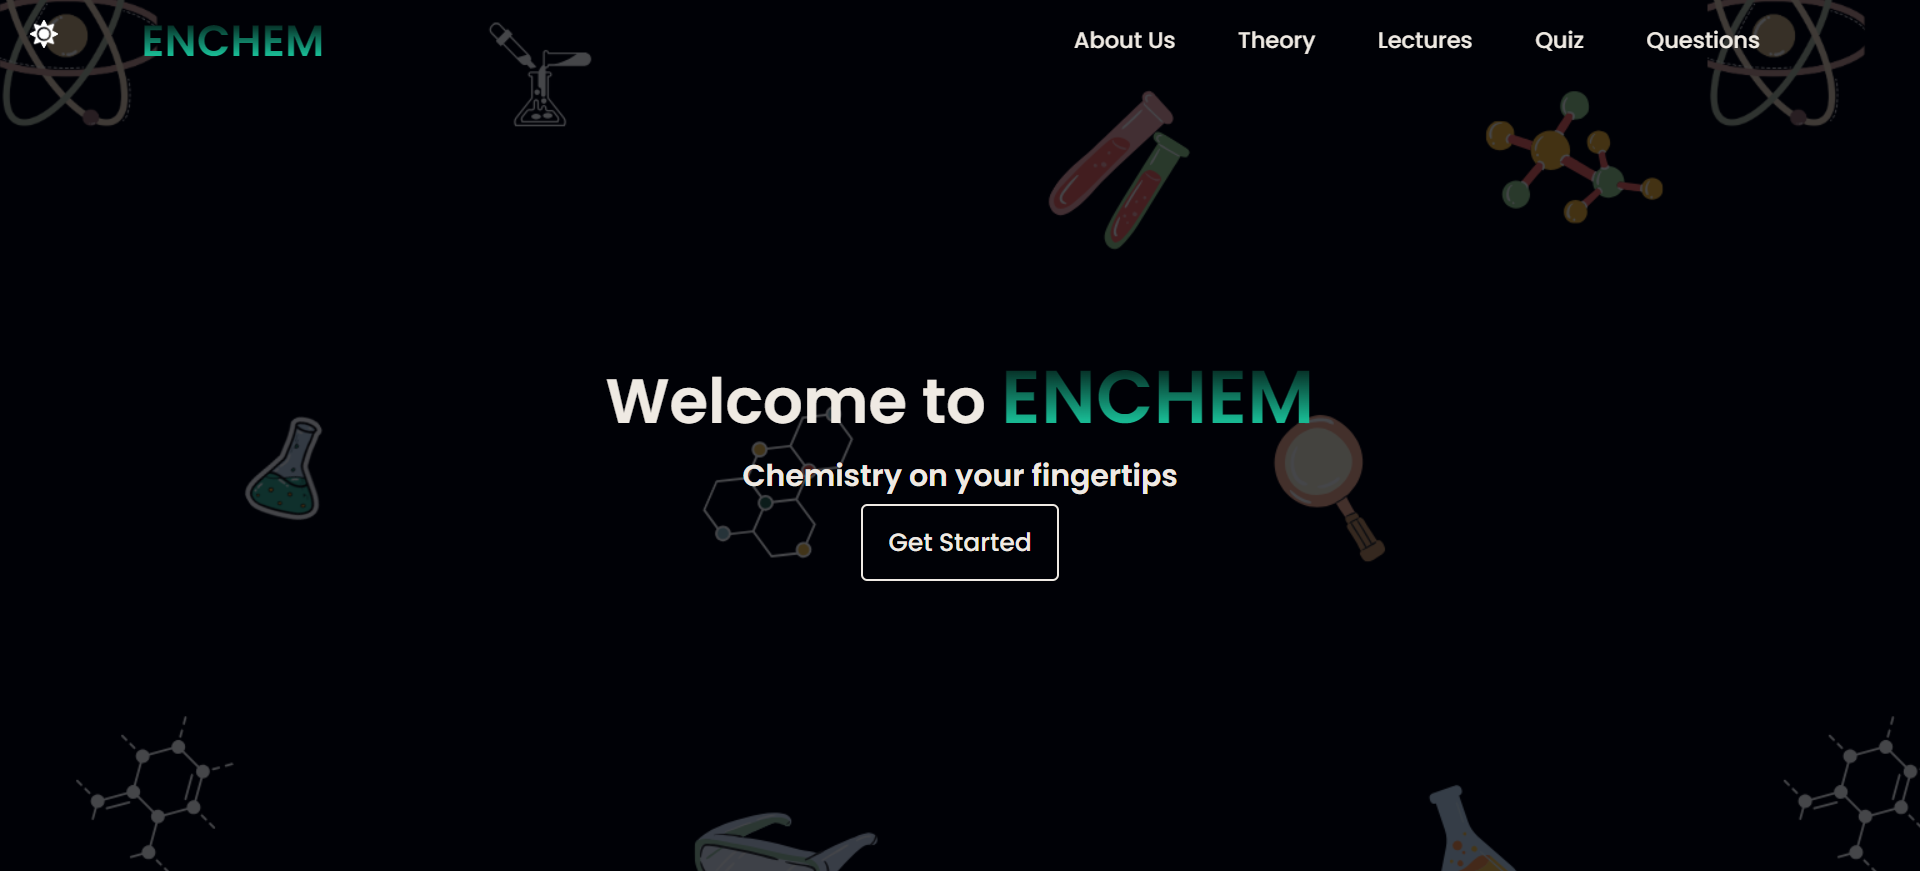 ENCHEM
About Us Theory Lectures Quiz Questions
Welcome to ENCHEM
Chemistry on your fingertips
Get Started